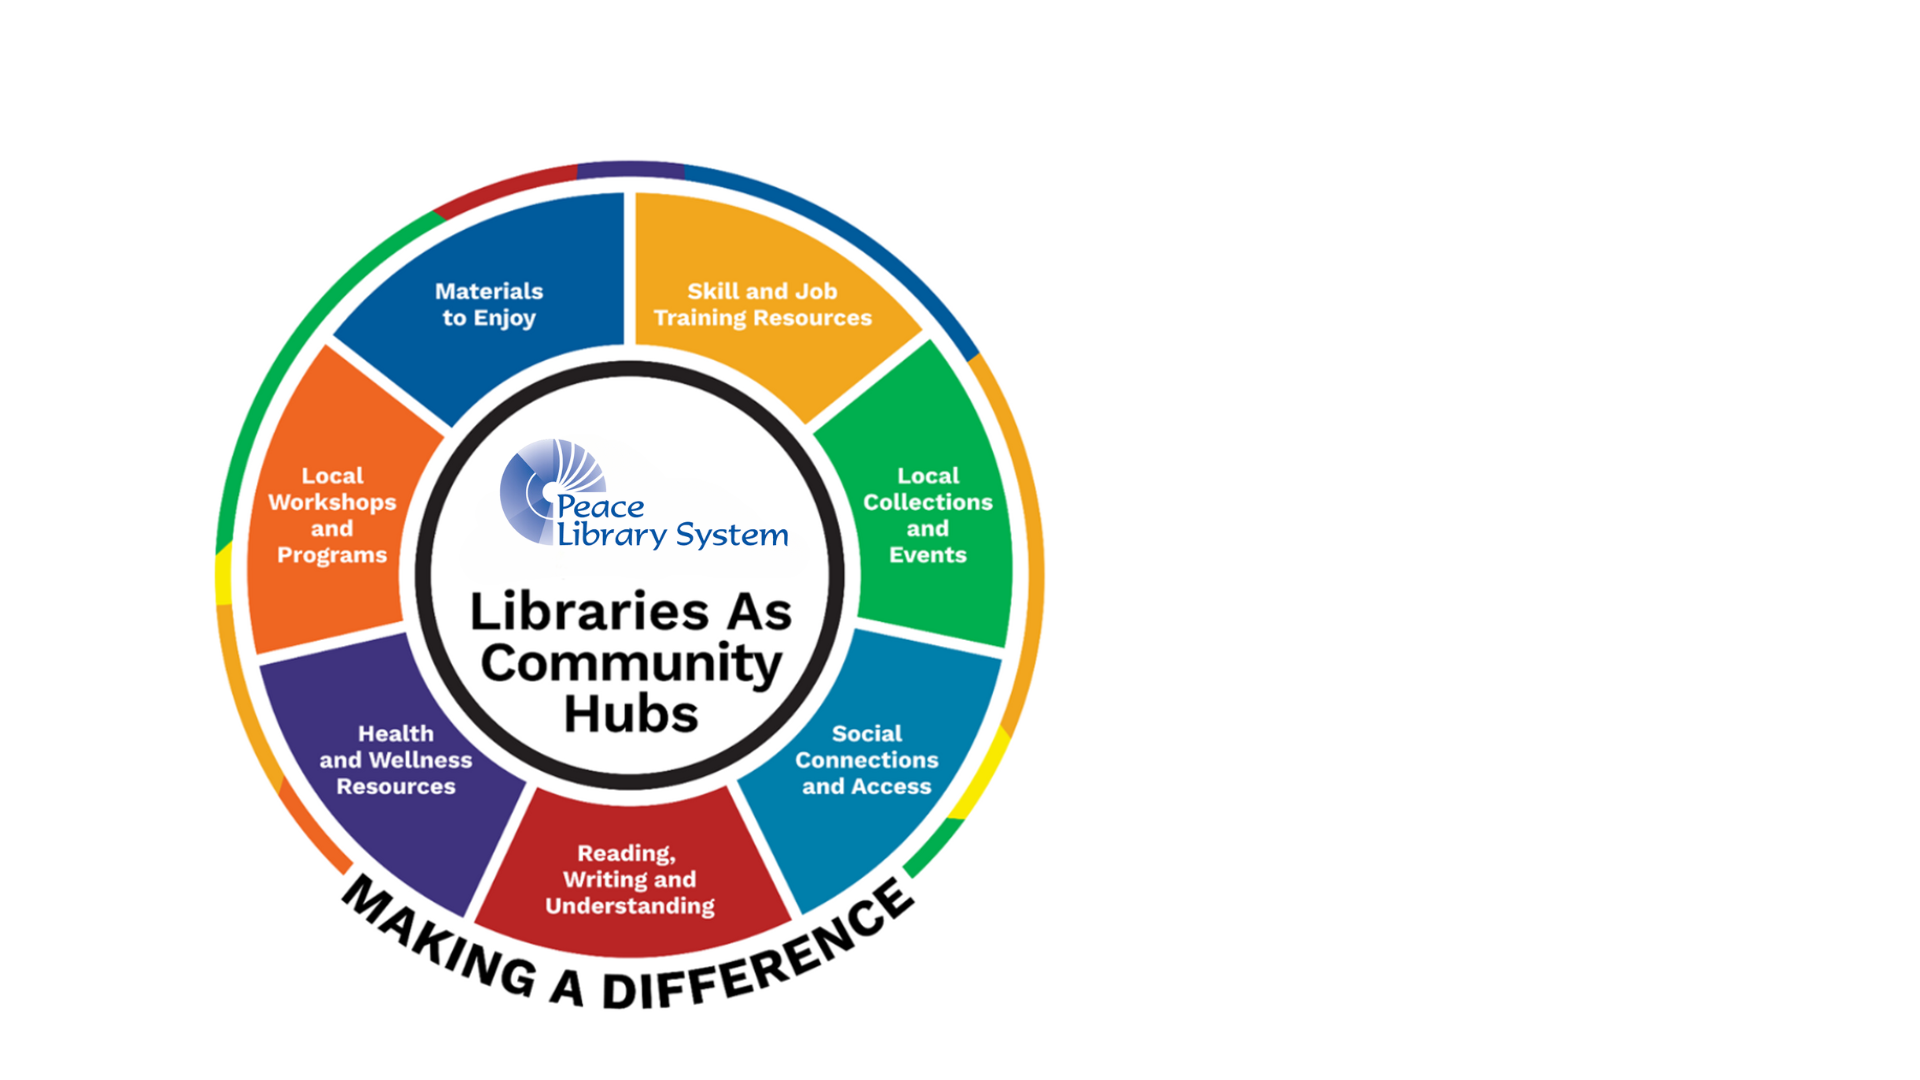 Materials
to Enjoy
Skill and Job
Training Resources
Local
Workshops
and
Programs
Local
Collections
and
Events
Peace
Library System
Libraries As
Community
Hubs
Health
and Wellness
Resources
Social
Connections
and Access
Reading,
Writing and
Understanding
MAKING A DIFFERENCE